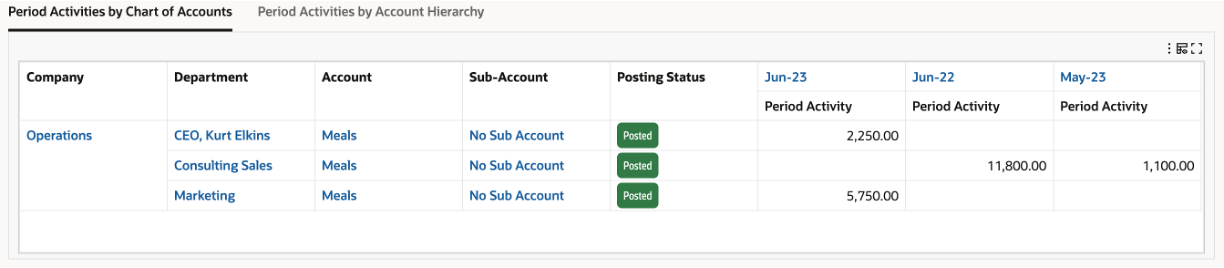 Period Activities by Chart of Accounts Period Activities by Account Hierarchy
Company Department Account Sub-Account Posting Status Jun-23 Jun-22 May-23
Period Activity Period Activity Period Activity
Operations CEO, Kurt Elkins Meals No Sub Account Posted 2,250.00
Consulting Sales Meals No Sub Account Posted 11,800.00 1,100.00
Marketing Meals No Sub Account Posted 5,750.00